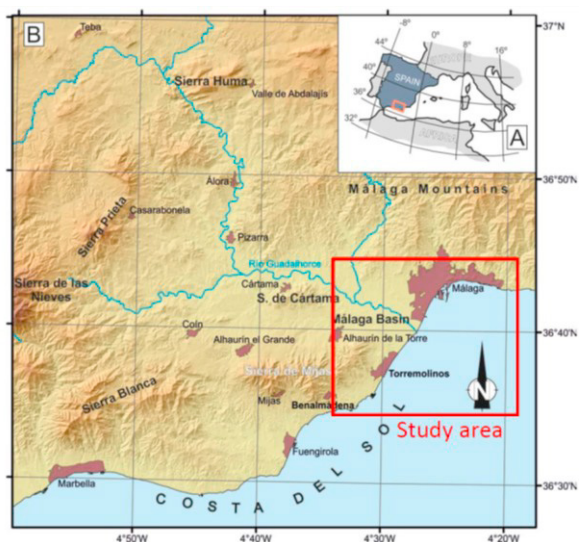 B
Teba
Sierra Huma
Valle de Abdalajís
37°N
-8°
0°
8°
16°
44°
40°
36°
32°
SPAIN
AFRICA
A
36°50'
Álora
Málaga Mountains
Casarabonela
Sierra Prieta
Pizarra
Río Guadalhorce
Sierra de las
Nieves
Cártama
S. de Cártama
Málaga
Málaga Basin
36°40'
Coín
Alhaurín el Grande
Alhaurín de la Torre
Sierra de Mijas
Torremolinos
Sierra Blanca
Mijas
Benalmádena
N
Study area
Fuengirola
Marbella
COSTA DEL SOL
36°30'
4°50'
4°40'
4°30'
4°20'